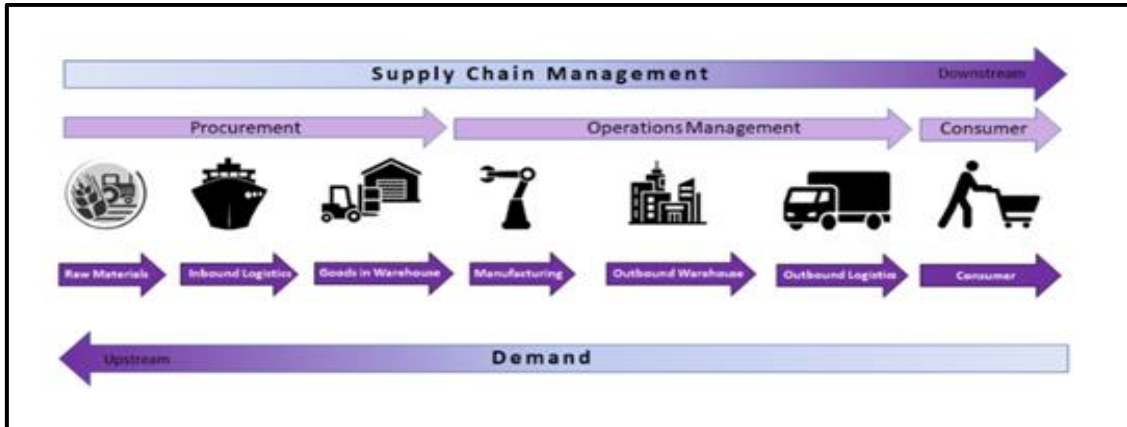 Supply Chain Management
Downstream
Procurement
Operations Management
Consumer
Raw Materials
Inbound Logistics
Goods in Warehouse
Manufacturing
Outbound Warehouse
Outbound Logistics
Consumer
Upstream
Demand